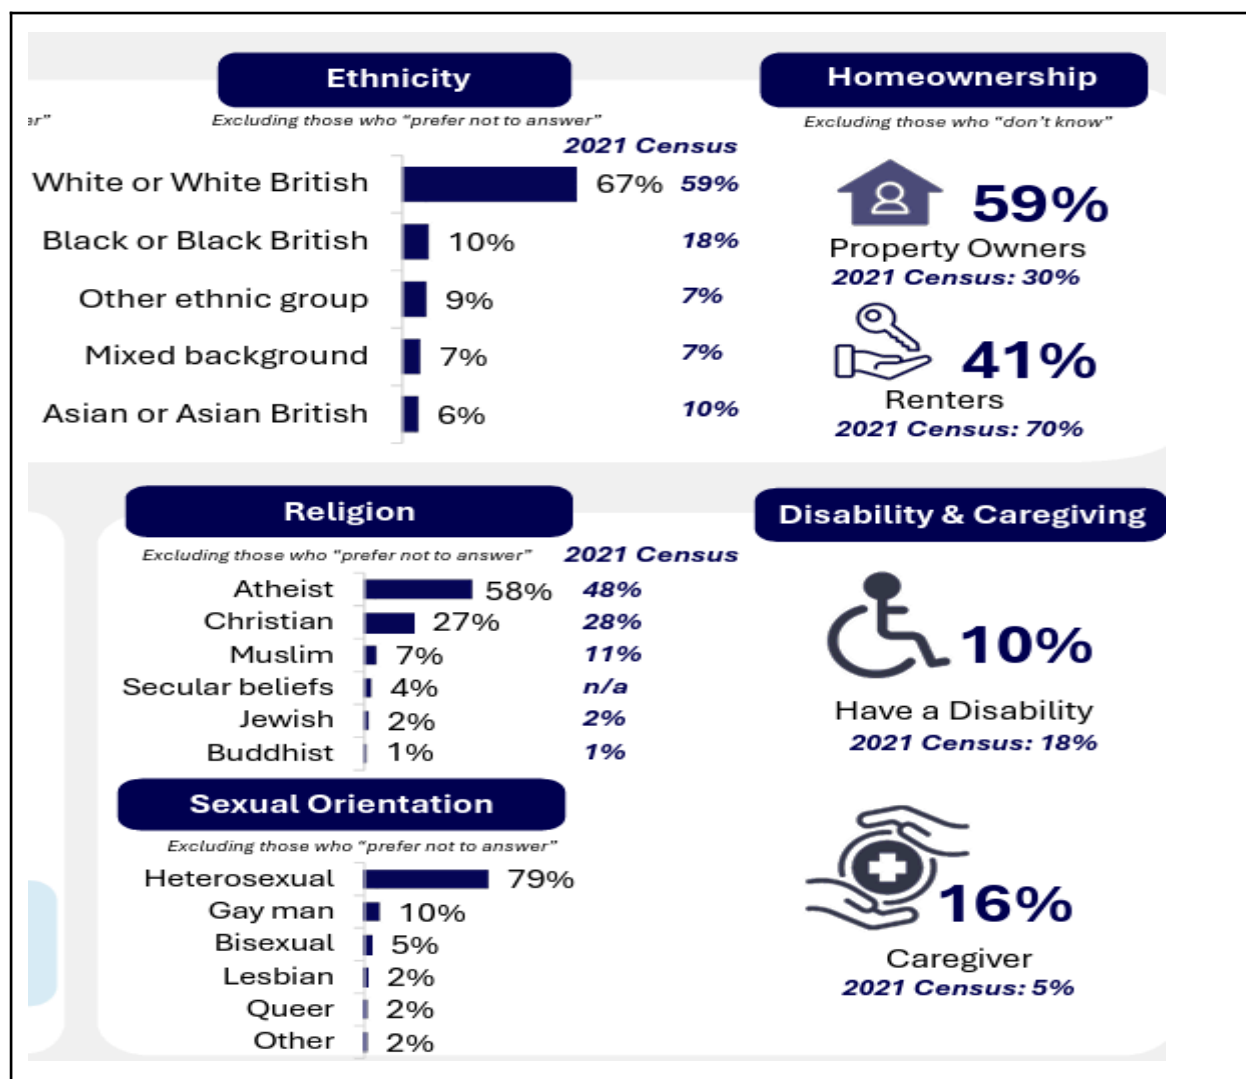 Ethnicity
er”
Excluding those who “prefer not to answer”
2021 Census
White or White British 67% 59%
Black or Black British 10% 18%
Other ethnic group 9% 7%
Mixed background 7% 7%
Asian or Asian British 6% 10%
Homeownership
Excluding those who “don’t know”
59%
Property Owners
2021 Census: 30%
41%
Renters
2021 Census: 70%
Religion
Excluding those who “prefer not to answer” 2021 Census
Atheist 58% 48%
Christian 27% 28%
Muslim 7% 11%
Secular beliefs 4% n/a
Jewish 2% 2%
Buddhist 1% 1%
Sexual Orientation
Excluding those who “prefer not to answer”
Heterosexual 79%
Gay man 10%
Bisexual 5%
Lesbian 2%
Queer 2%
Other 2%
Disability & Caregiving
10%
Have a Disability
2021 Census: 18%
16%
Caregiver
2021 Census: 5%